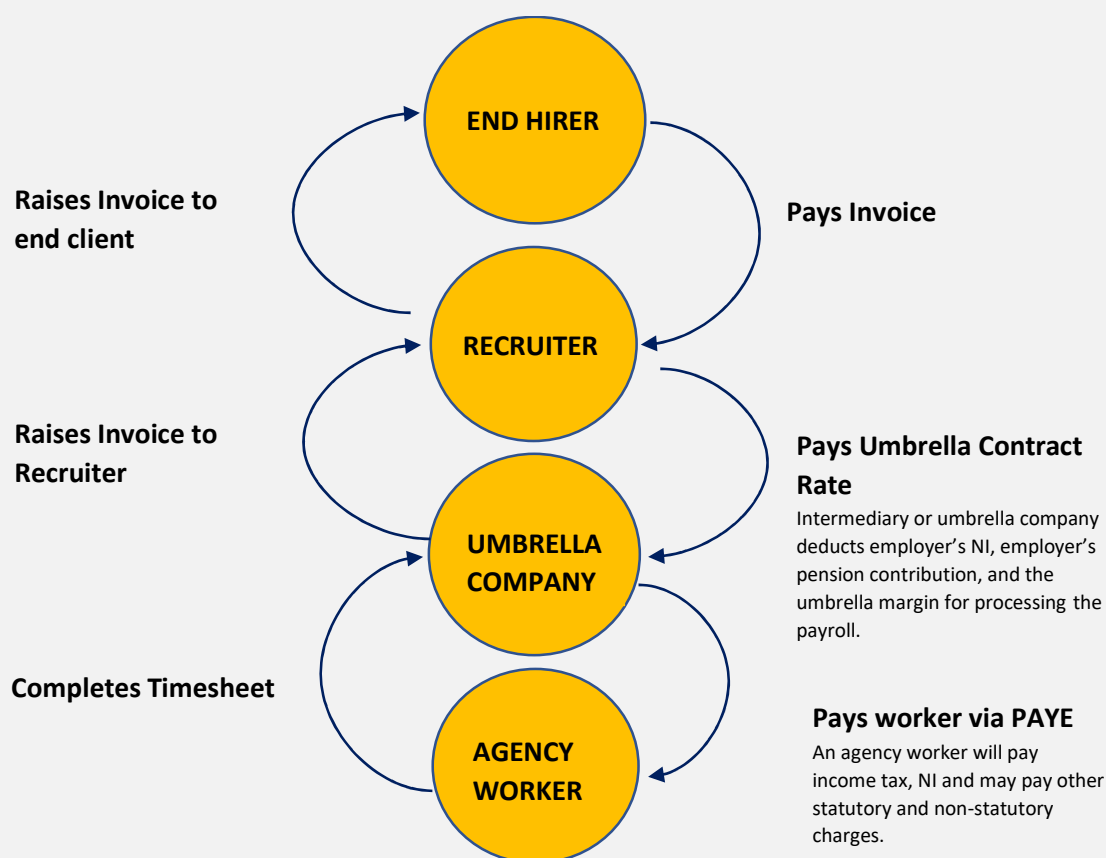 END HIRER
Raises Invoice to
end client
Pays Invoice
RECRUITER
Raises Invoice to
Recruiter
Pays Umbrella Contract
Rate
Intermediary or umbrella company
deducts employer’s NI, employer’s
pension contribution, and the
umbrella margin for processing the
payroll.
UMBRELLA
COMPANY
Completes Timesheet
Pays worker via PAYE
An agency worker will pay
income tax, NI and may pay other
statutory and non-statutory
charges.
AGENCY
WORKER